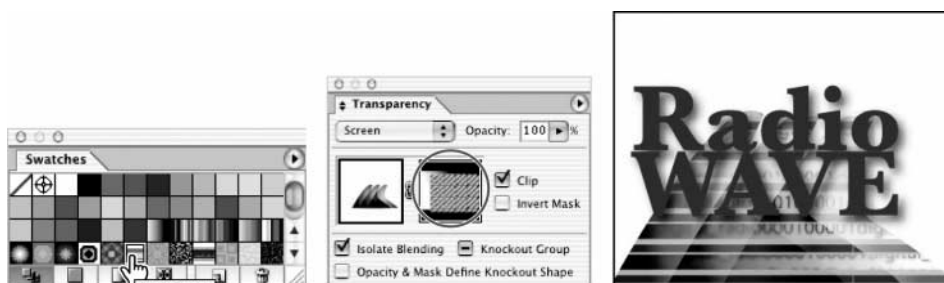 Swatches
Transparency
Screen
Opacity: 100 %
Clip
Invert Mask
Isolate Blending
Knockout Group
Opacity & Mask Define Knockout Shape
Radio
WAVE